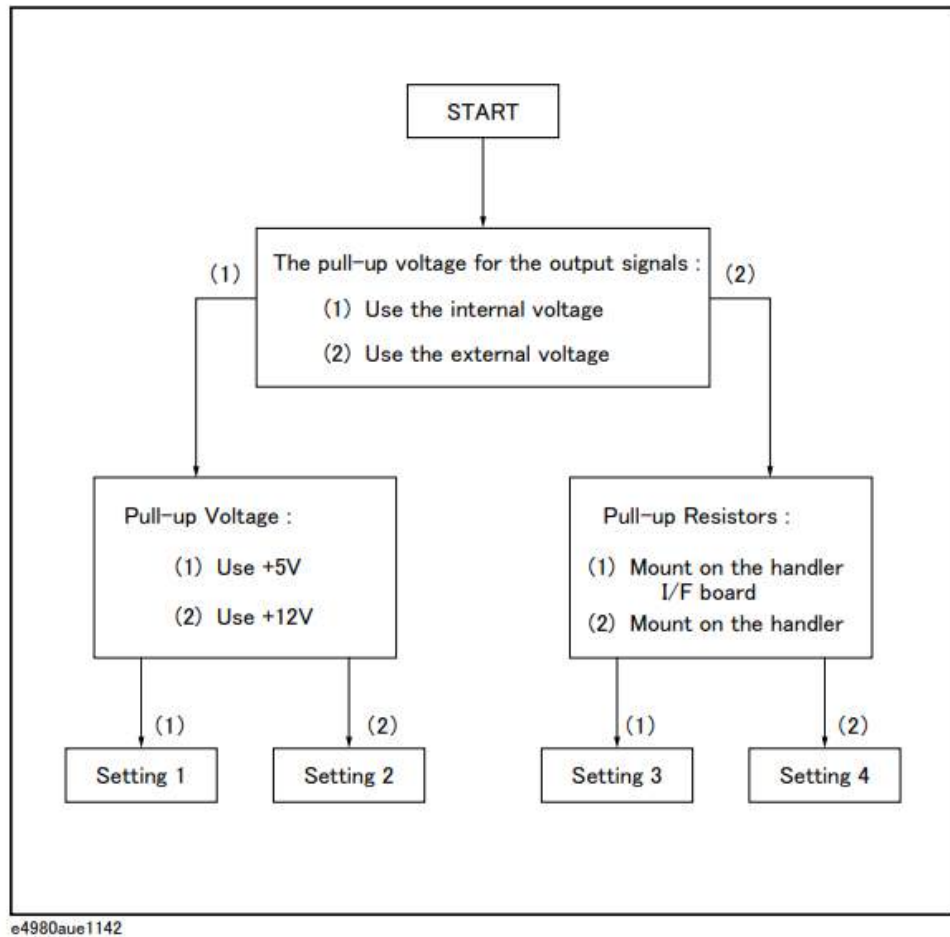 START
The pull-up voltage for the output signals :
(1)
(2)
(1) Use the internal voltage
(2) Use the external voltage
Pull-up Voltage :
(1) Use +5V
(2) Use +12V
Pull-up Resistors :
(1) Mount on the handler
I/F board
(2) Mount on the handler
(1)
(2)
(1)
(2)
Setting 1
Setting 2
Setting 3
Setting 4
e4980aue1142